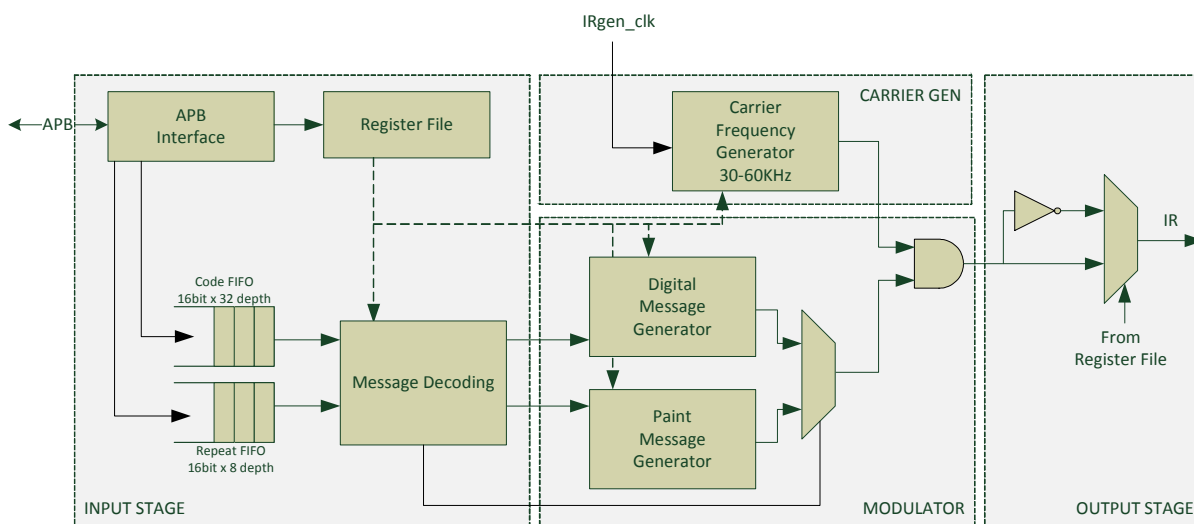 IRgen_clk
APB
APB
Interface
Register File
Carrier
Frequency
Generator
30-60KHz
CARRIER GEN
Code FIFO
16bit x 32 depth
Repeat FIFO
16bit x 8 depth
Message Decoding
Digital
Message
Generator
Paint
Message
Generator
IR
From
Register File
INPUT STAGE
MODULATOR
OUTPUT STAGE